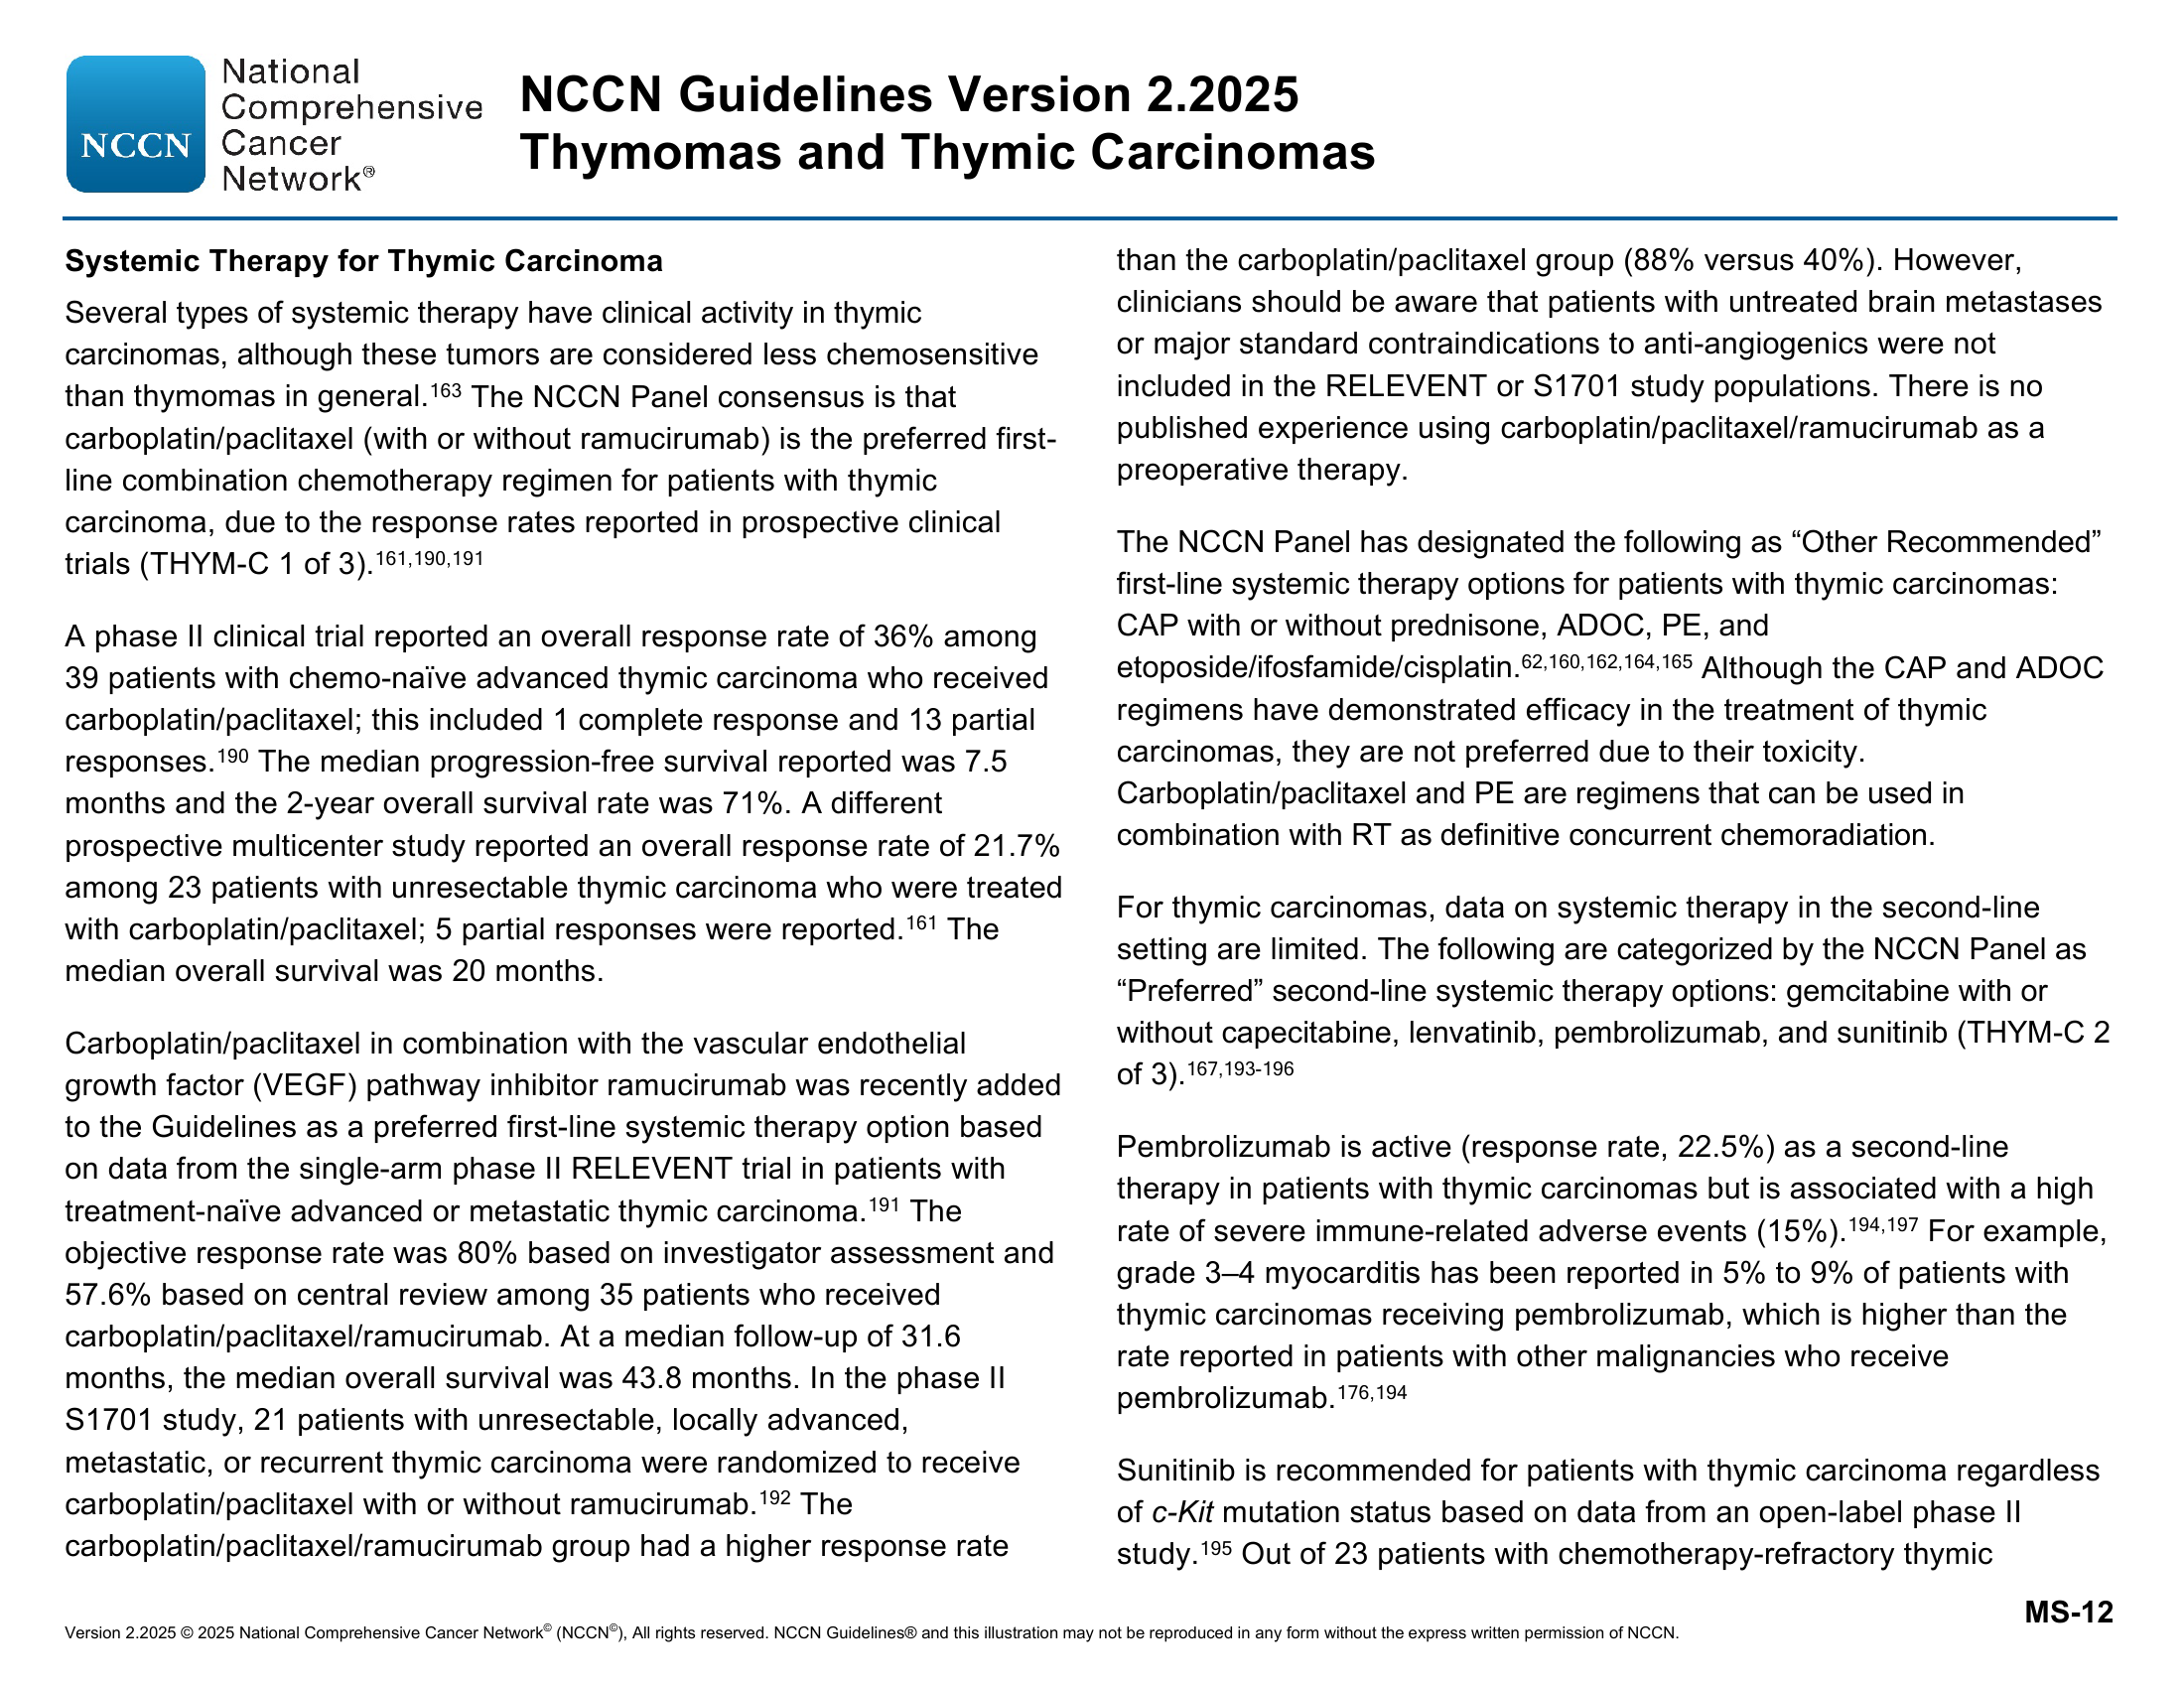 NCCN
National
Comprehensive
Cancer
Network®
NCCN Guidelines Version 2.2025
Thymomas and Thymic Carcinomas
Systemic Therapy for Thymic Carcinoma
Several types of systemic therapy have clinical activity in thymic
carcinomas, although these tumors are considered less chemosensitive
than thymomas in general.163 The NCCN Panel consensus is that
carboplatin/paclitaxel (with or without ramucirumab) is the preferred first-
line combination chemotherapy regimen for patients with thymic
carcinoma, due to the response rates reported in prospective clinical
trials (THYM-C 1 of 3).161,190,191
A phase II clinical trial reported an overall response rate of 36% among
39 patients with chemo-naïve advanced thymic carcinoma who received
carboplatin/paclitaxel; this included 1 complete response and 13 partial
responses.190 The median progression-free survival reported was 7.5
months and the 2-year overall survival rate was 71%. A different
prospective multicenter study reported an overall response rate of 21.7%
among 23 patients with unresectable thymic carcinoma who were treated
with carboplatin/paclitaxel; 5 partial responses were reported.161 The
median overall survival was 20 months.
Carboplatin/paclitaxel in combination with the vascular endothelial
growth factor (VEGF) pathway inhibitor ramucirumab was recently added
to the Guidelines as a preferred first-line systemic therapy option based
on data from the single-arm phase II RELEVENT trial in patients with
treatment-naïve advanced or metastatic thymic carcinoma.191 The
objective response rate was 80% based on investigator assessment and
57.6% based on central review among 35 patients who received
carboplatin/paclitaxel/ramucirumab. At a median follow-up of 31.6
months, the median overall survival was 43.8 months. In the phase II
S1701 study, 21 patients with unresectable, locally advanced,
metastatic, or recurrent thymic carcinoma were randomized to receive
carboplatin/paclitaxel with or without ramucirumab.192 The
carboplatin/paclitaxel/ramucirumab group had a higher response rate
than the carboplatin/paclitaxel group (88% versus 40%). However,
clinicians should be aware that patients with untreated brain metastases
or major standard contraindications to anti-angiogenics were not
included in the RELEVENT or S1701 study populations. There is no
published experience using carboplatin/paclitaxel/ramucirumab as a
preoperative therapy.
The NCCN Panel has designated the following as “Other Recommended”
first-line systemic therapy options for patients with thymic carcinomas:
CAP with or without prednisone, ADOC, PE, and
etoposide/ifosfamide/cisplatin.62,160,162,164,165 Although the CAP and ADOC
regimens have demonstrated efficacy in the treatment of thymic
carcinomas, they are not preferred due to their toxicity.
Carboplatin/paclitaxel and PE are regimens that can be used in
combination with RT as definitive concurrent chemoradiation.
For thymic carcinomas, data on systemic therapy in the second-line
setting are limited. The following are categorized by the NCCN Panel as
“Preferred” second-line systemic therapy options: gemcitabine with or
without capecitabine, lenvatinib, pembrolizumab, and sunitinib (THYM-C 2
of 3).167,193-196
Pembrolizumab is active (response rate, 22.5%) as a second-line
therapy in patients with thymic carcinomas but is associated with a high
rate of severe immune-related adverse events (15%).194,197 For example,
grade 3–4 myocarditis has been reported in 5% to 9% of patients with
thymic carcinomas receiving pembrolizumab, which is higher than the
rate reported in patients with other malignancies who receive
pembrolizumab.176,194
Sunitinib is recommended for patients with thymic carcinoma regardless
of c-Kit mutation status based on data from an open-label phase II
study.195 Out of 23 patients with chemotherapy-refractory thymic
MS-12
Version 2.2025 © 2025 National Comprehensive Cancer Network© (NCCN©), All rights reserved. NCCN Guidelines® and this illustration may not be reproduced in any form without the express written permission of NCCN.